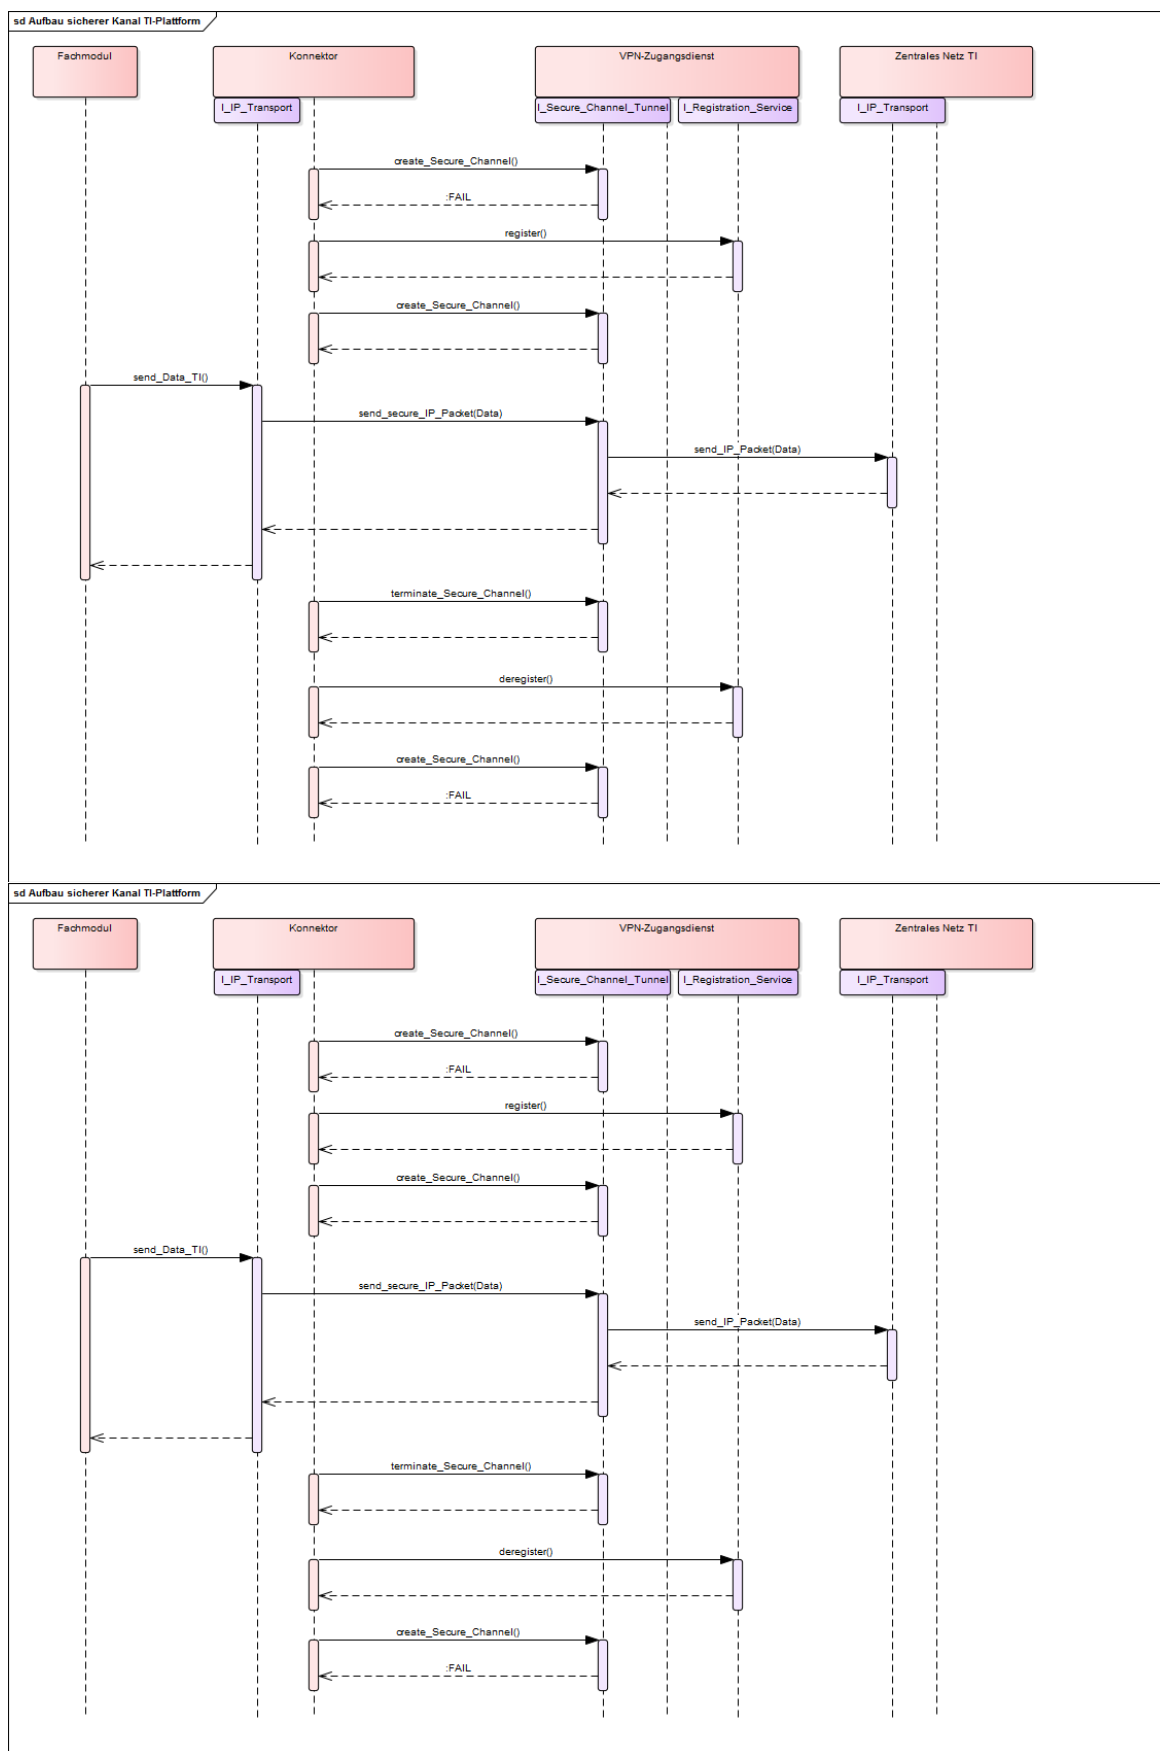 sd Aufbau sicherer Kanal TI-Plattform
Fachmodul
Konnektor
VPN-Zugangsdienst
Zentrales Netz TI
I_IP_Transport
I_Secure_Channel_Tunnel
I_Registration_Service
I_IP_Transport
create_Secure_Channel()
:FAIL
register()
create_Secure_Channel()
send_Data_TI()
send_secure_IP_Packet(Data)
send_IP_Packet(Data)
terminate_Secure_Channel()
deregister()
create_Secure_Channel()
:FAIL
sd Aufbau sicherer Kanal TI-Plattform
Fachmodul
Konnektor
VPN-Zugangsdienst
Zentrales Netz TI
I_IP_Transport
I_Secure_Channel_Tunnel
I_Registration_Service
I_IP_Transport
create_Secure_Channel()
:FAIL
register()
create_Secure_Channel()
send_Data_TI()
send_secure_IP_Packet(Data)
send_IP_Packet(Data)
terminate_Secure_Channel()
deregister()
create_Secure_Channel()
:FAIL